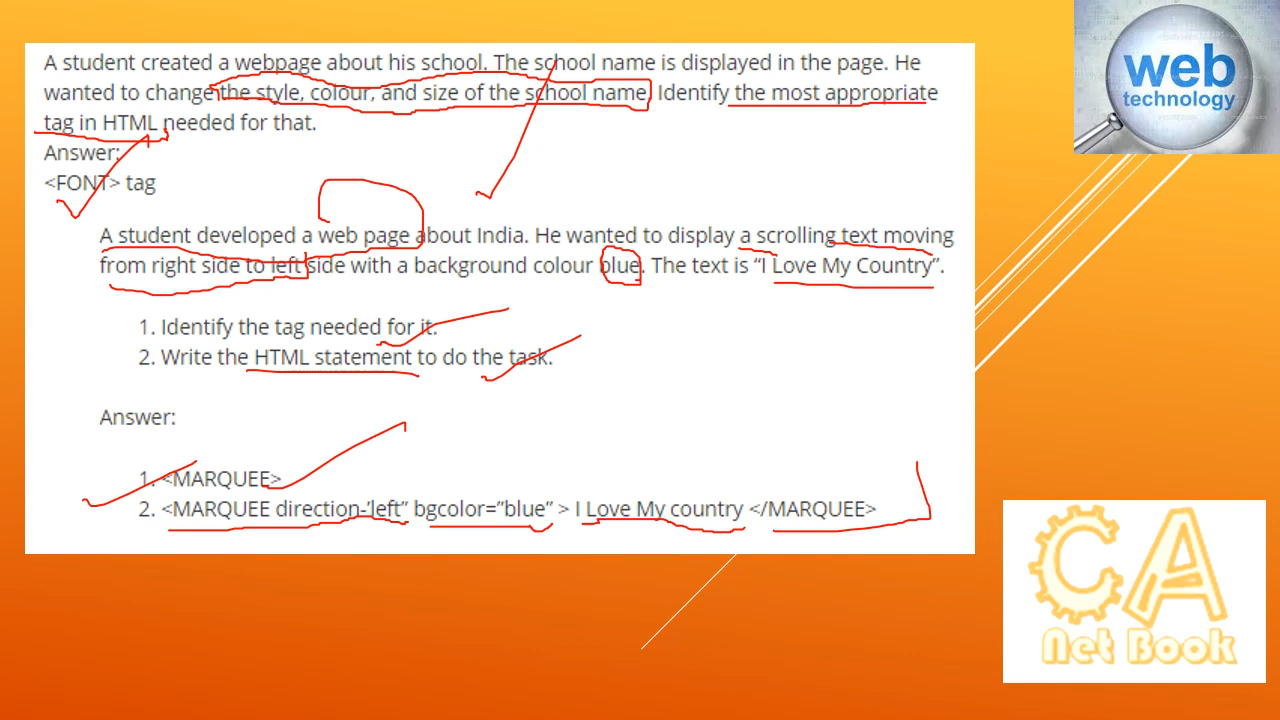 A student created a webpage about his school. The school name is displayed in the page. He
wanted to change the style, colour, and size of the school name. Identify the most appropriate
tag in HTML needed for that.
Answer:
<FONT> tag
A student developed a web page about India. He wanted to display a scrolling text moving
from right side to left side with a background colour blue. The text is “I Love My Country”.
1. Identify the tag needed for it.
2. Write the HTML statement to do the task.
Answer:
1. <MARQUEE>
2. <MARQUEE direction-‘left” bgcolor=”blue” > I Love My country </MARQUEE>
web
technology
CA
Net Book